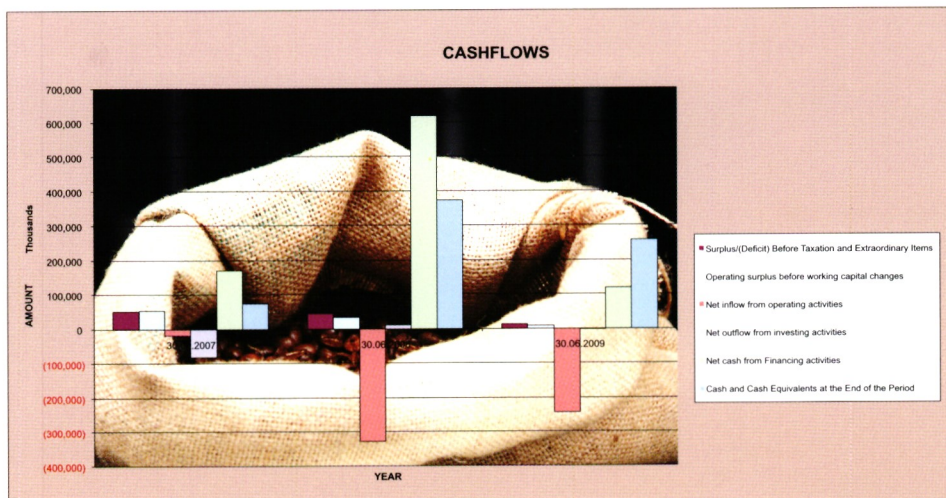 CASHFLOWS
AMOUNT Thousands
700,000
600,000
500,000
400,000
300,000
200,000
100,000
0
(100,000)
(200,000)
(300,000)
(400,000)
30.06.2009
YEAR
Surplus/(Deficit) Before Taxation and Extraordinary Items
Operating surplus before working capital changes
Net inflow from operating activities
Net outflow from investing activities
Net cash from Financing activities
Cash and Cash Equivalents at the End of the Period